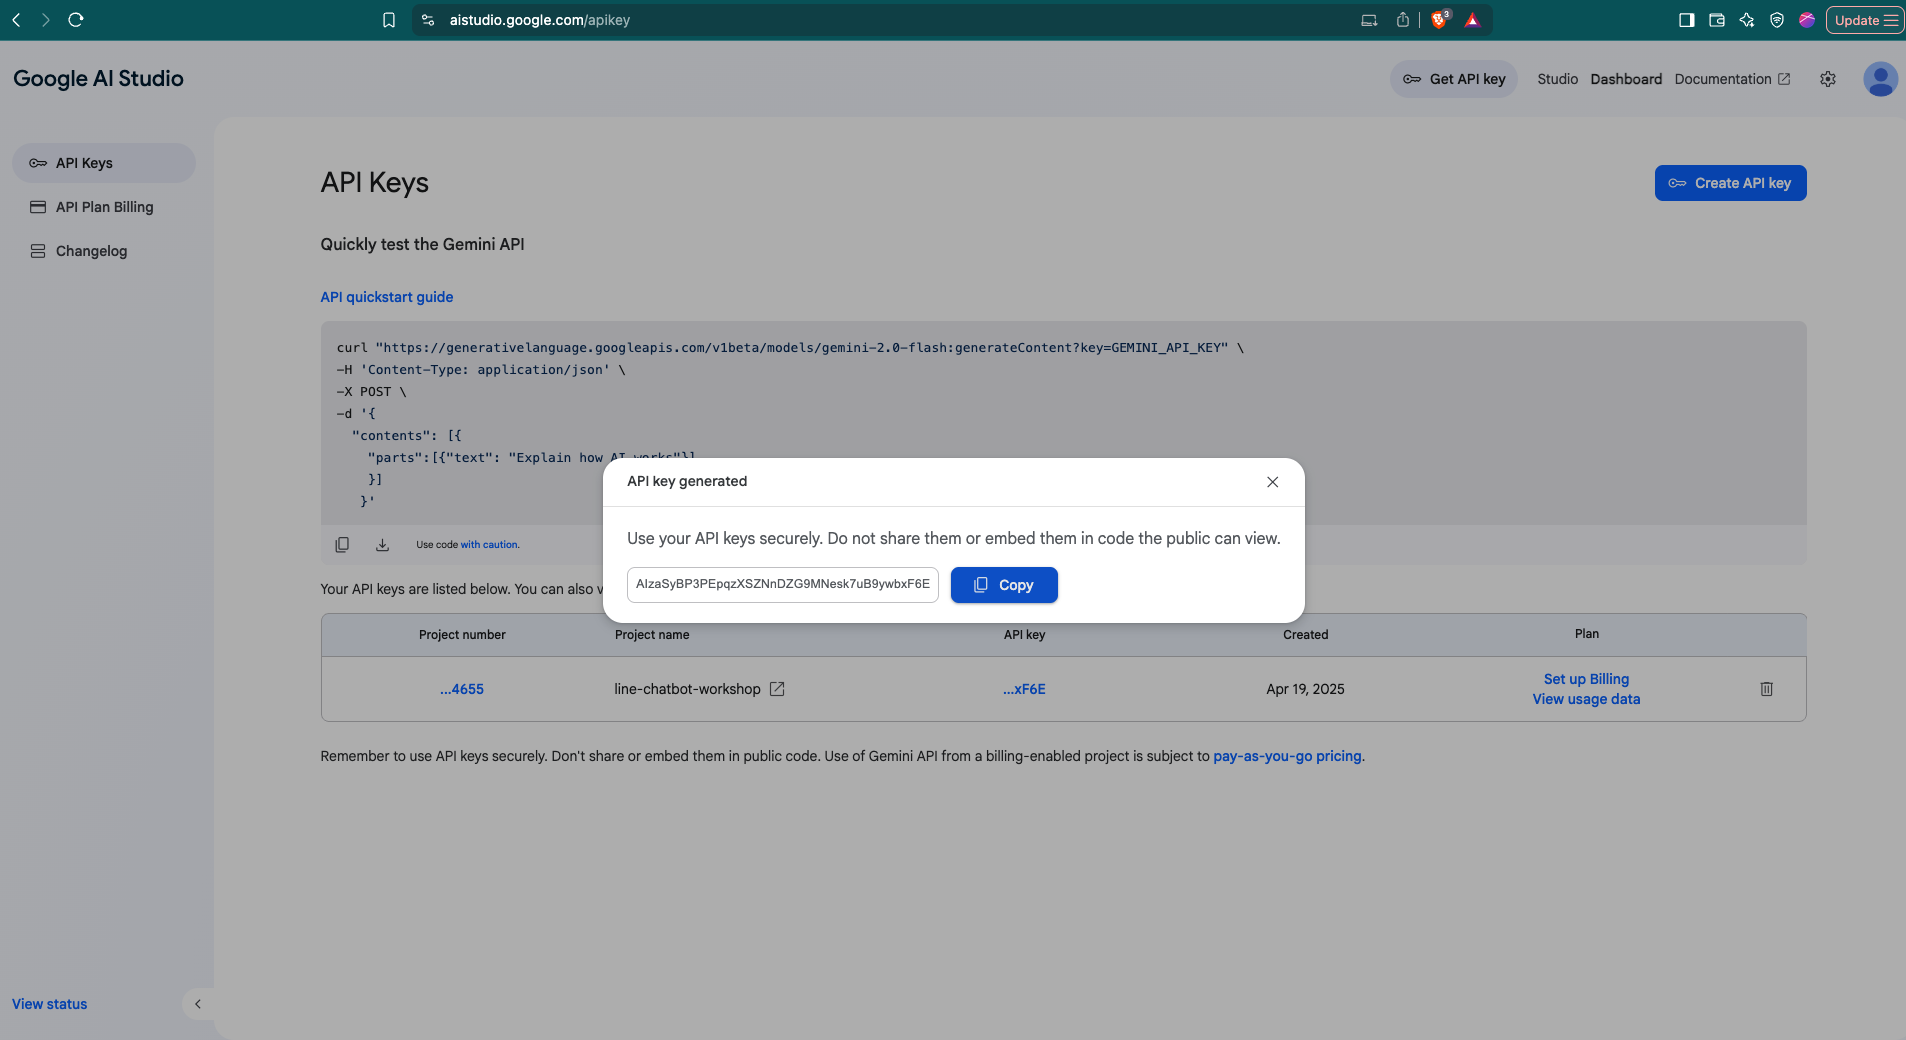 aistudio.google.com/apikey
3
Update
Google AI Studio
Get API key
Studio
Dashboard
Documentation
API Keys
API Plan Billing
Changelog
API Keys
Create API key
Quickly test the Gemini API
API quickstart guide
curl "https://generativelanguage.googleapis.com/v1beta/models/gemini-2.0-flash:generateContent?key=GEMINI_API_KEY" \
-H 'Content-Type: application/json' \
-X POST \
-d '{
"contents": [{
"parts":[{"text": "Explain how AI works"}]
}]
}'
Use code with caution.
API key generated
Use your API keys securely. Do not share them or embed them in code the public can view.
AIzaSyBP3PEpqzXSZNnDZG9MNesk7uB9ywbxF6E
Copy
Your API keys are listed below. You can also
Project number Project name API key Created Plan
...4655 line-chatbot-workshop ...xF6E Apr 19, 2025 Set up Billing
View usage data
Remember to use API keys securely. Don't share or embed them in public code. Use of Gemini API from a billing-enabled project is subject to pay-as-you-go pricing.
View status